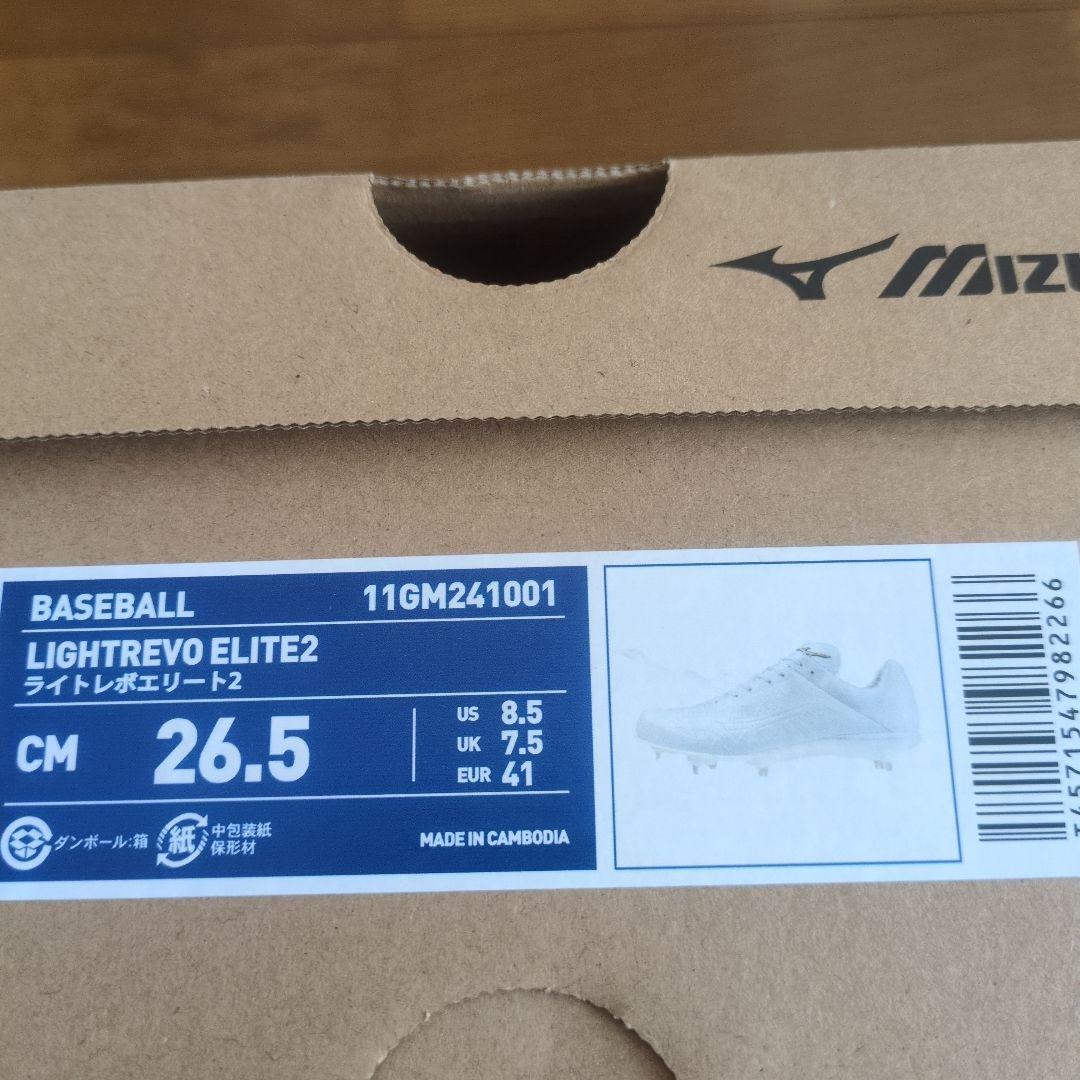 MIZU
BASEBALL 11GM241001
LIGHTREVO ELITE2
ライトレボエリート2
CM 26.5
US 8.5
UK 7.5
EUR 41
ダンボール:箱
紙
中包装紙
保形材
MADE IN CAMBODIA
4571547982266